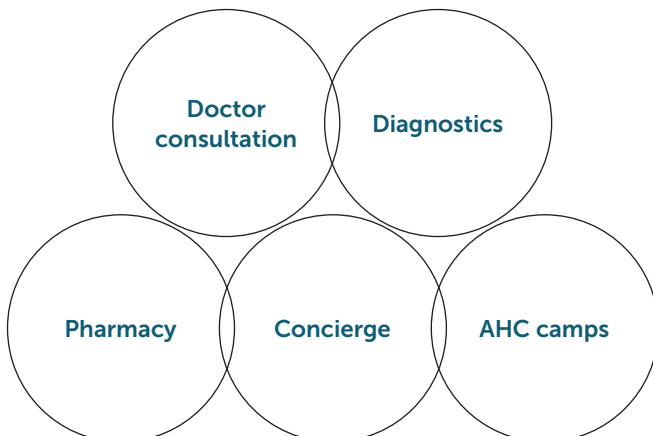 Doctor
consultation
Diagnostics
Pharmacy
Concierge
AHC camps